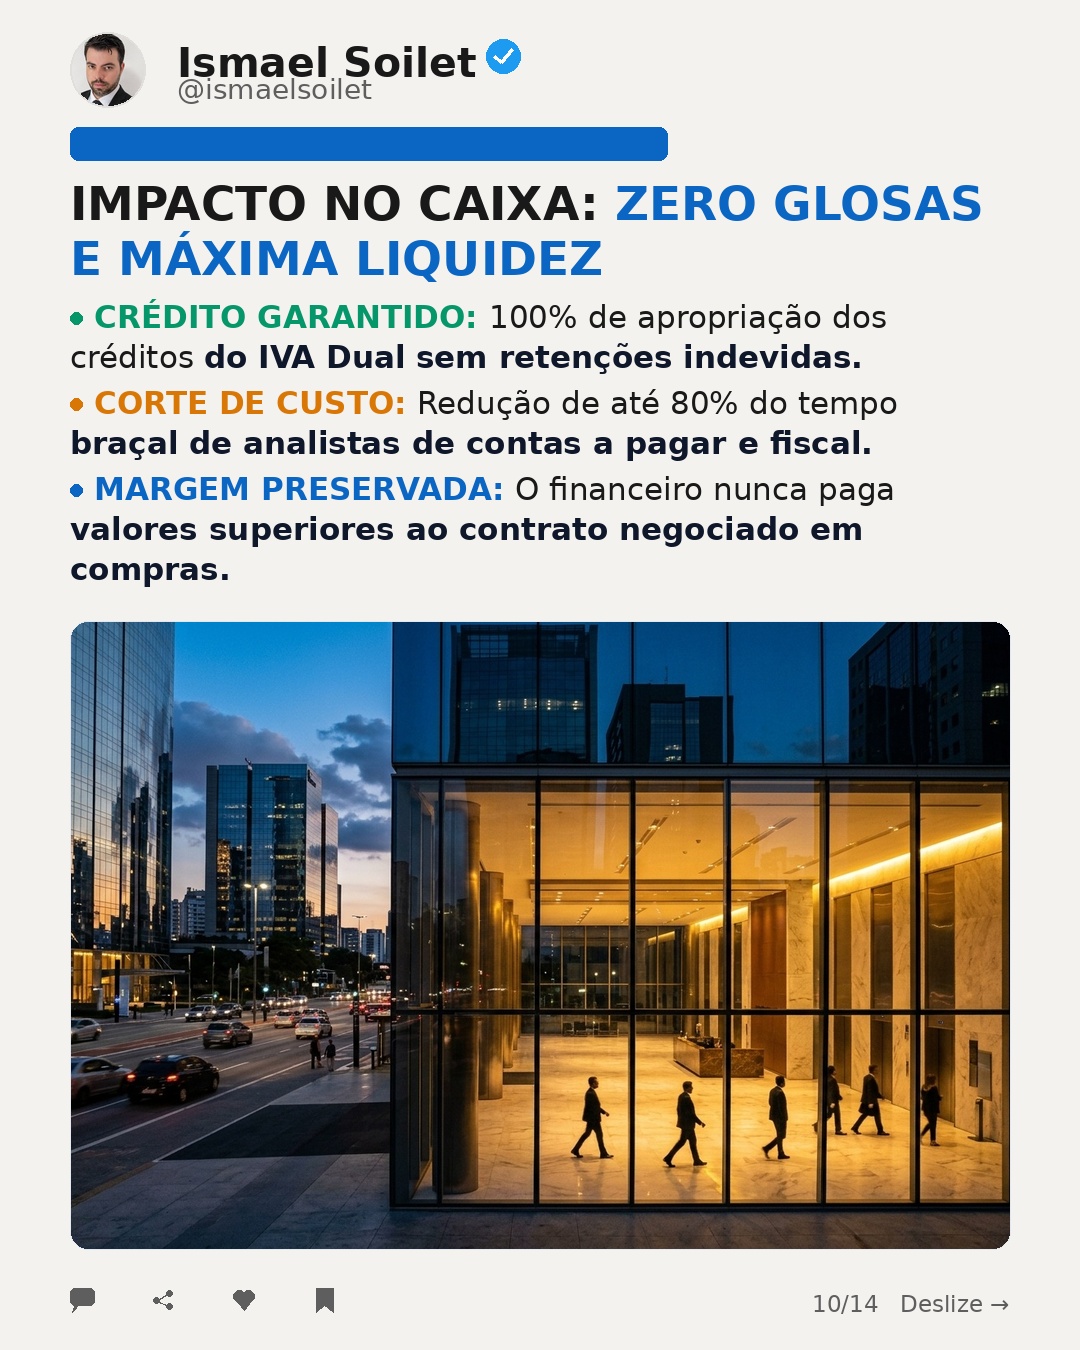 Ismael Soilet
@ismaelsoilet
IMPACTO NO CAIXA: ZERO GLOSAS
E MÁXIMA LIQUIDEZ
• CRÉDITO GARANTIDO: 100% de apropriação dos
créditos do IVA Dual sem retenções indevidas.
• CORTE DE CUSTO: Redução de até 80% do tempo
braçal de analistas de contas a pagar e fiscal.
• MARGEM PRESERVADA: O financeiro nunca paga
valores superiores ao contrato negociado em
compras.
10/14 Deslize →